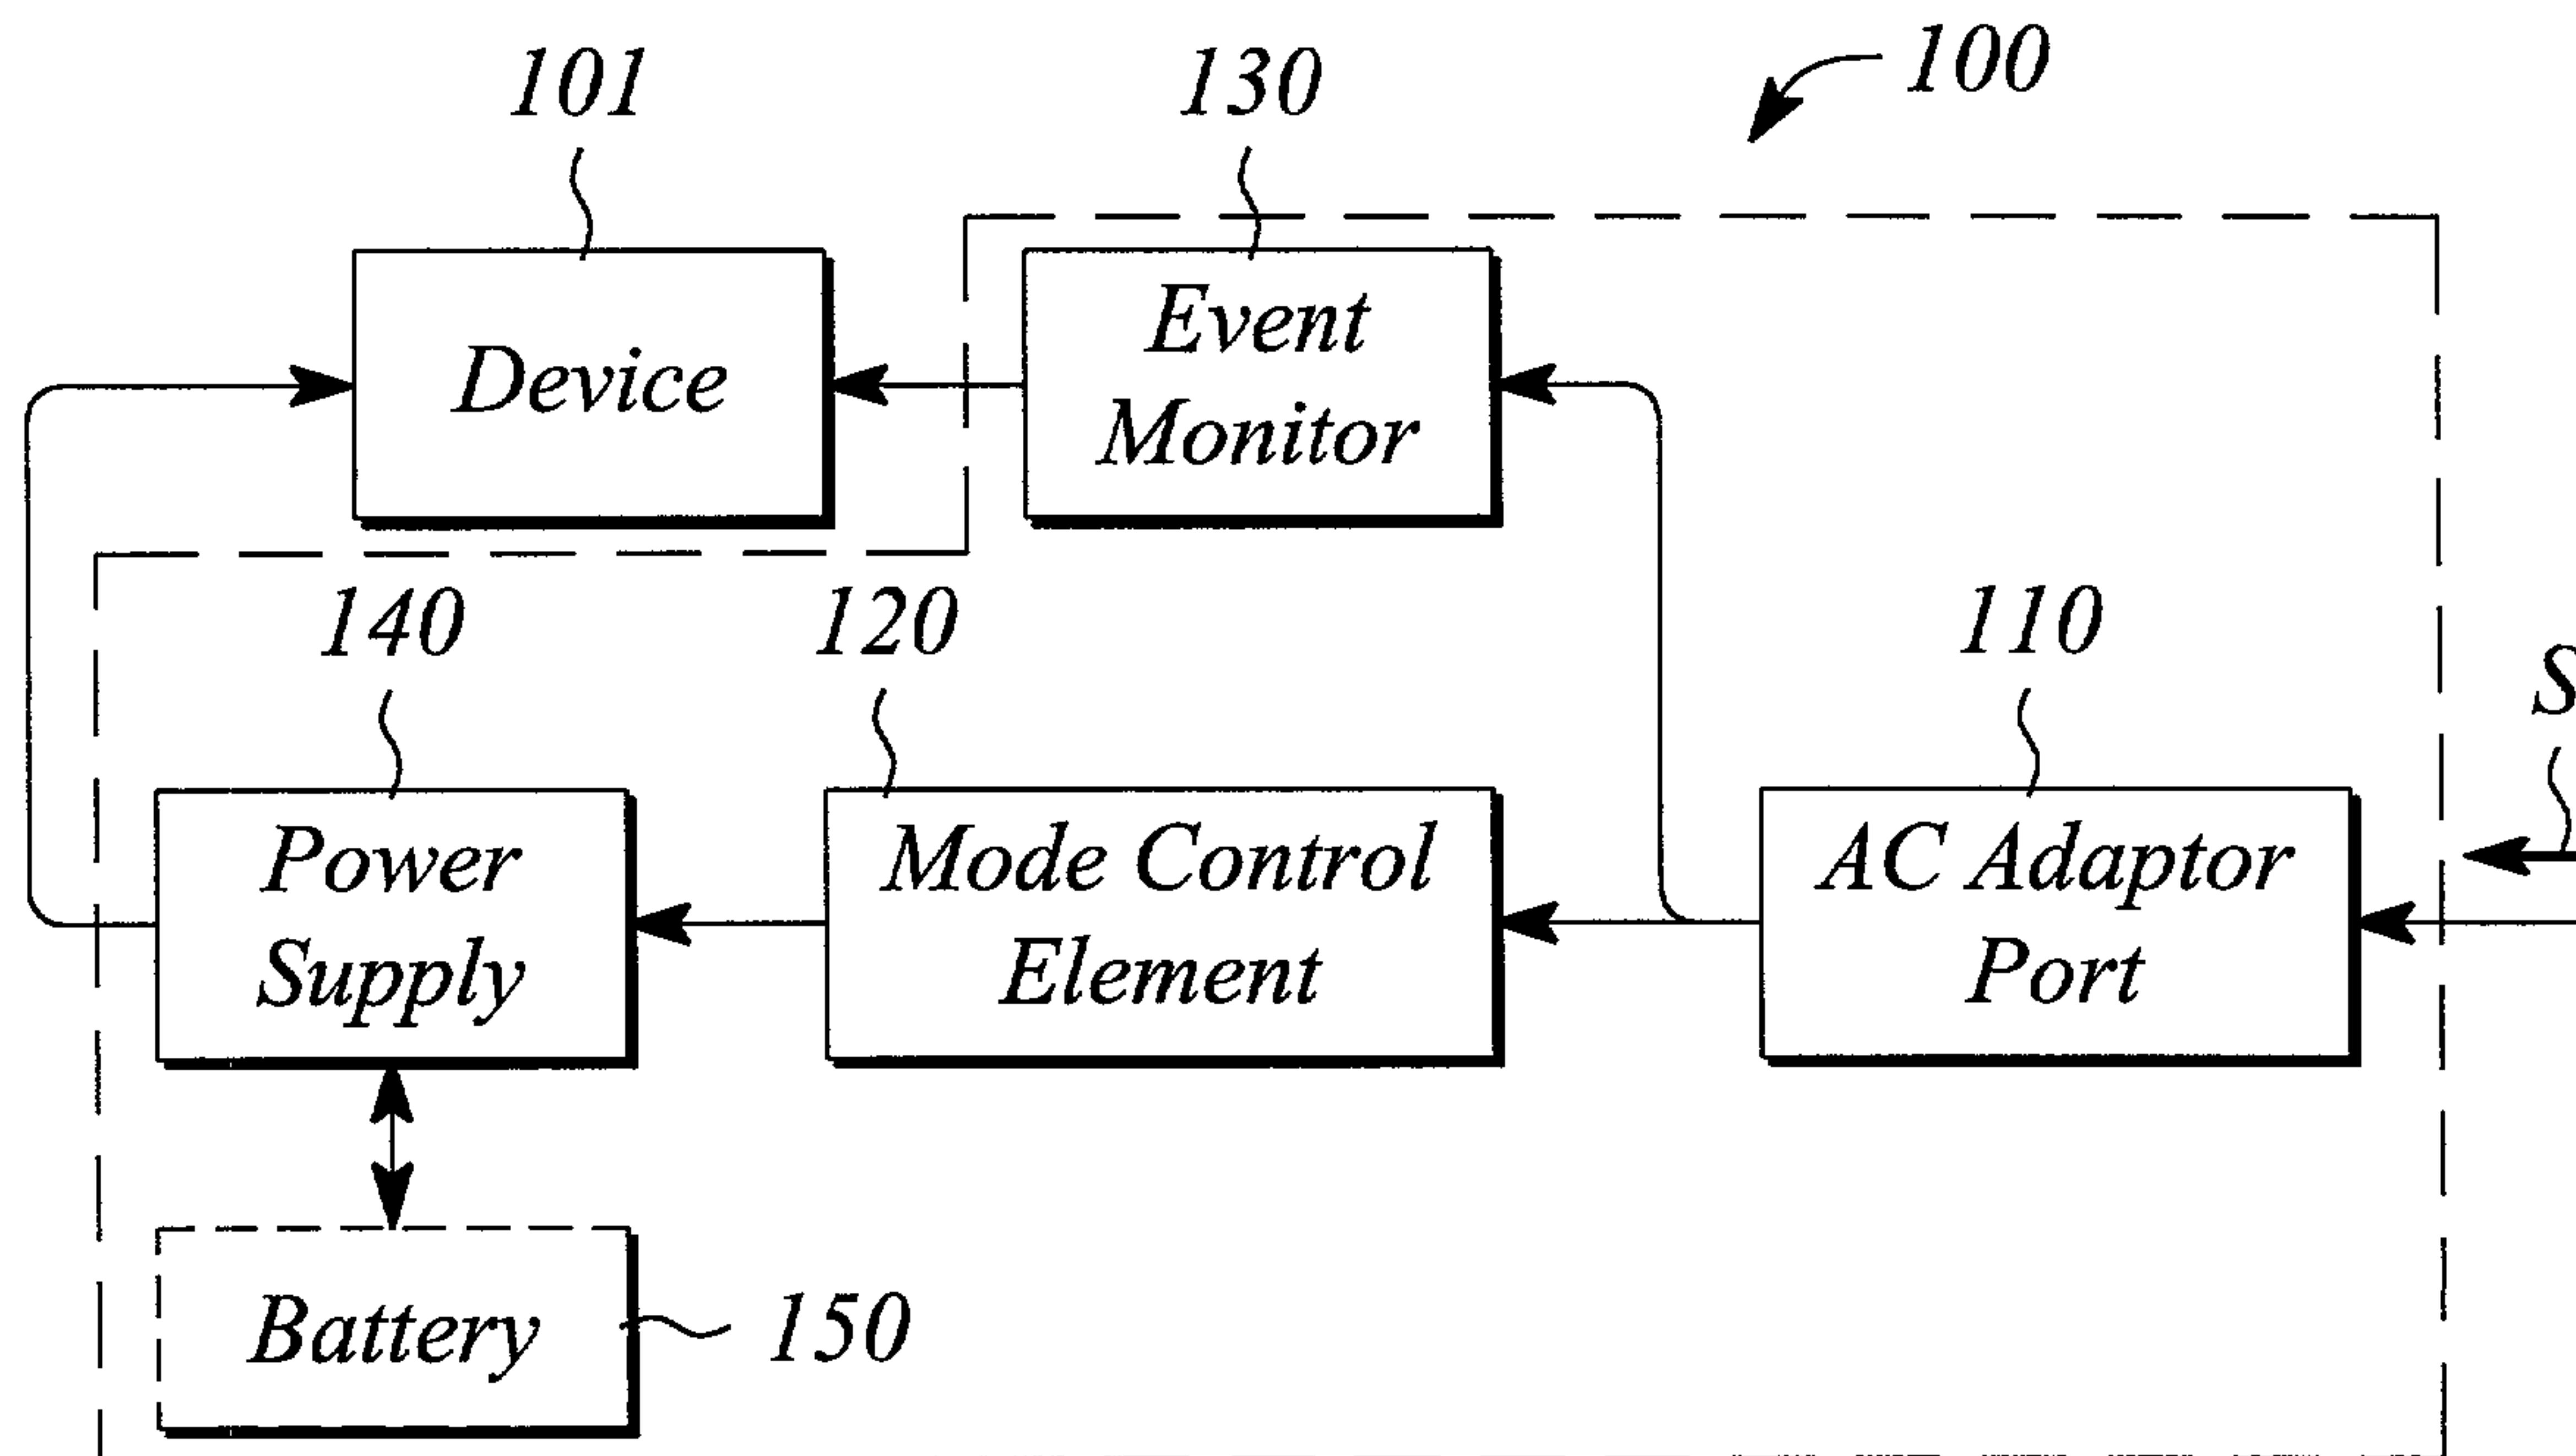 100
101
130
Device
Event
Monitor
140
120
110
S
Power
Supply
Mode Control
Element
AC Adaptor
Port
Battery
150